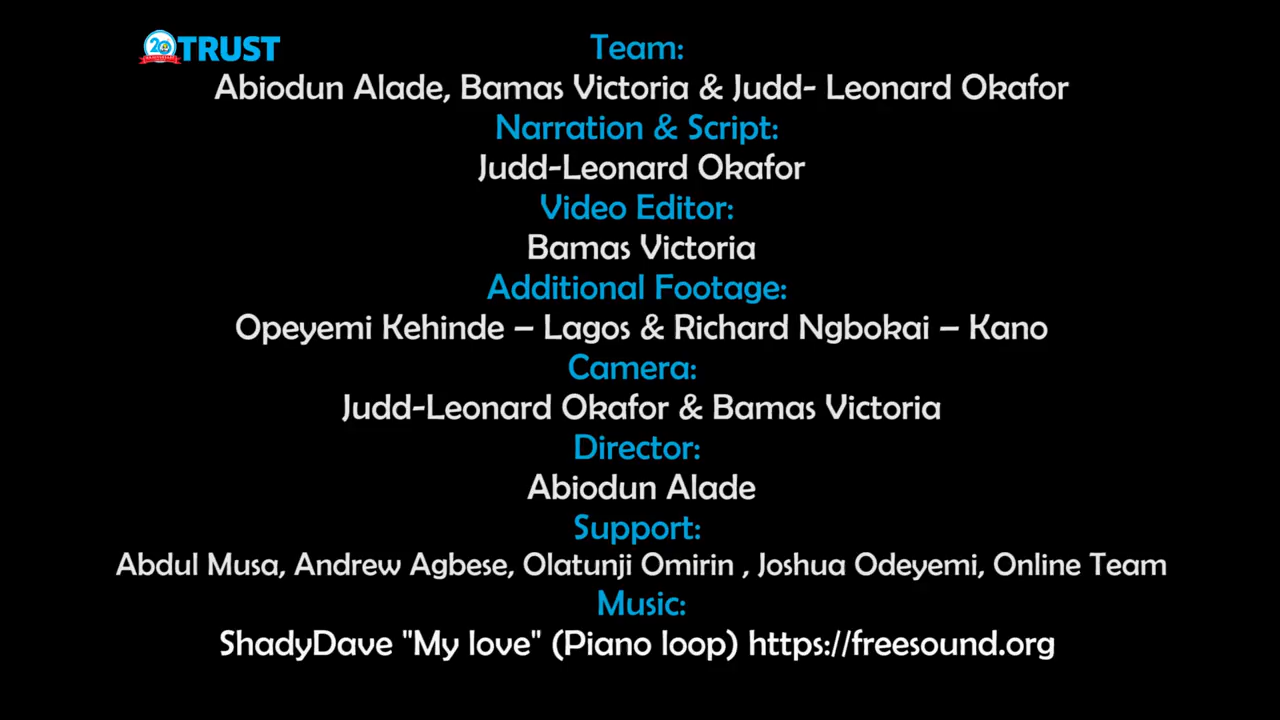 20 TRUST
Team:
Abiodun Alade, Bamas Victoria & Judd- Leonard Okafor
Narration & Script:
Judd-Leonard Okafor
Video Editor:
Bamas Victoria
Additional Footage:
Opeyemi Kehinde – Lagos & Richard Ngbokai – Kano
Camera:
Judd-Leonard Okafor & Bamas Victoria
Director:
Abiodun Alade
Support:
Abdul Musa, Andrew Agbese, Olatunji Omirin , Joshua Odeyemi, Online Team
Music:
ShadyDave "My love" (Piano loop) https://freesound.org